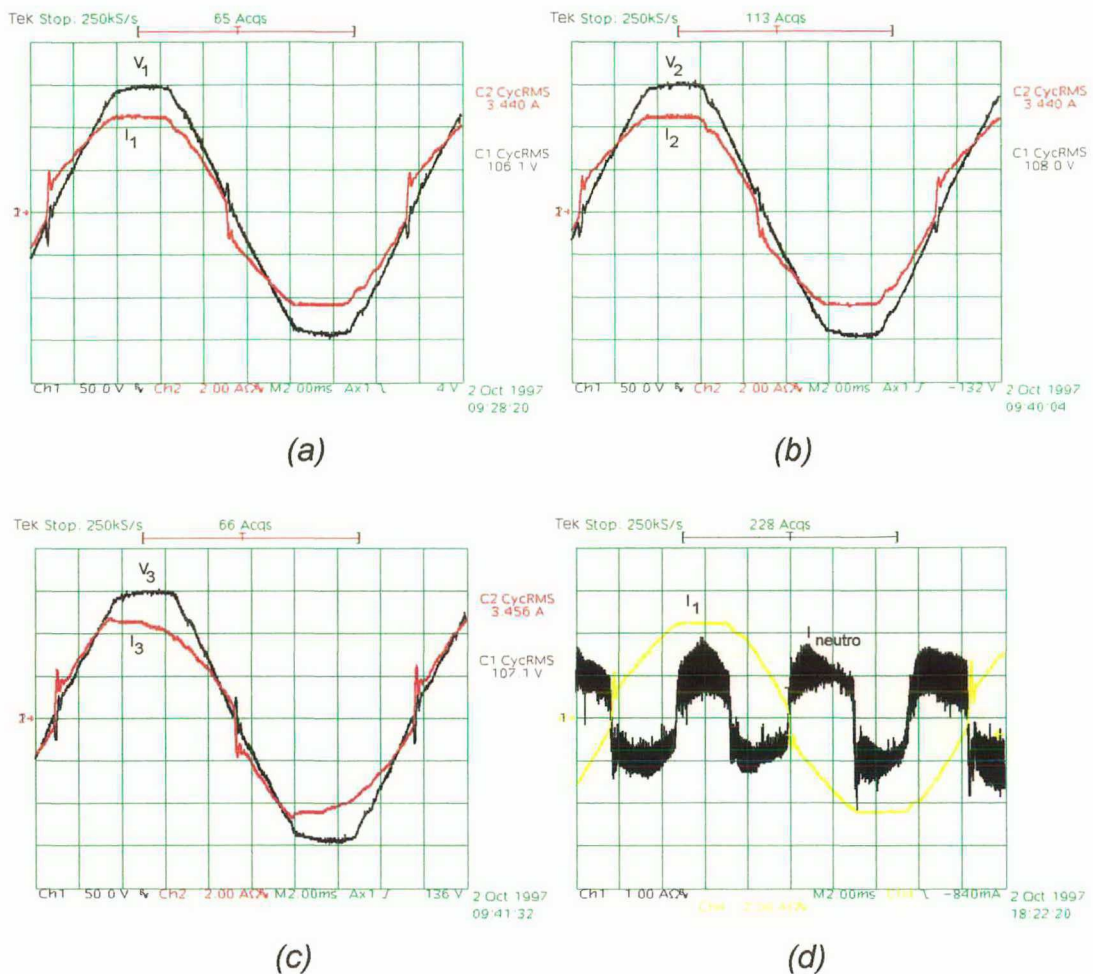 Tek Stop: 250kS/s 65 Acqs
V1
I1
C2 CycRMS
3.440 A
C1 CycRMS
106.1 V
Ch1 50.0 V Ch2 2.00 AΩ M2.00ms Ax1 4 V
2 Oct 1997
09:28:20
(a)
Tek Stop: 250kS/s 113 Acqs
V2
I2
C2 CycRMS
3.440 A
C1 CycRMS
108.0 V
Ch1 50.0 V Ch2 2.00 AΩ M2.00ms Ax1 -132 V
2 Oct 1997
09:40:04
(b)
Tek Stop: 250kS/s 66 Acqs
V3
I3
C2 CycRMS
3.456 A
C1 CycRMS
107.1 V
Ch1 50.0 V Ch2 2.00 AΩ M2.00ms Ax1 136 V
2 Oct 1997
09:41:32
(c)
Tek Stop: 250kS/s 228 Acqs
I1
I neutro
Ch1 1.00 AΩ M2.00ms -840mA
2 Oct 1997
18:22:20
(d)